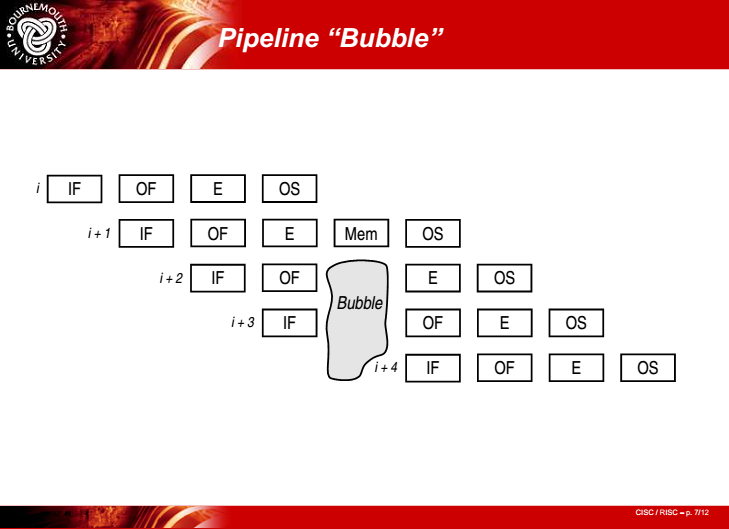 BOURNEMOUTH UNIVERSITY
Pipeline “Bubble”
i IF OF E OS
i + 1 IF OF E Mem OS
i + 2 IF OF E OS
Bubble
i + 3 IF OF E OS
i + 4 IF OF E OS
CISC / RISC – p. 7/12